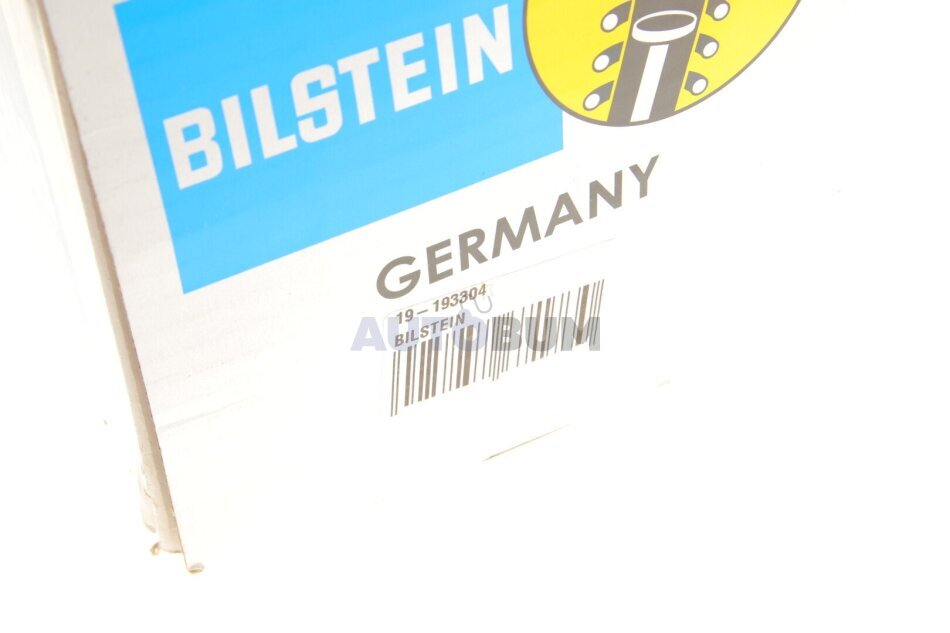 BILSTEIN
GERMANY
19-193304
BILSTEIN
AUTOBUM